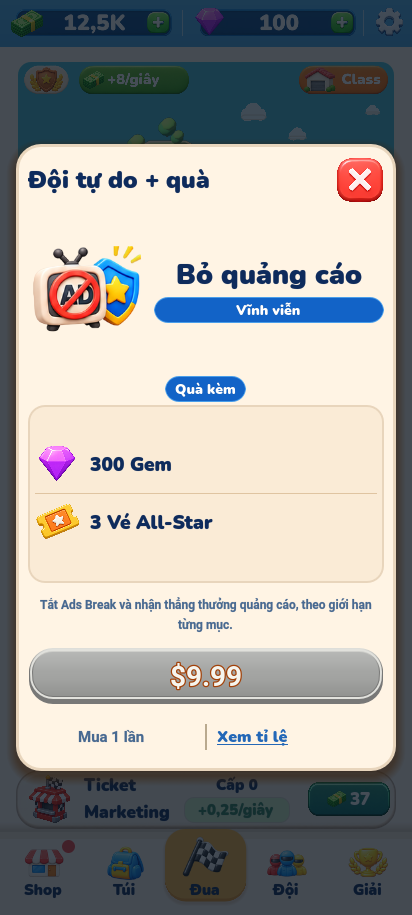 12,5K
100
+8/giây
Class
Đội tự do + quà
AD
Bỏ quảng cáo
Vĩnh viễn
Quà kèm
300 Gem
3 Vé All-Star
Tắt Ads Break và nhận thẳng thưởng quảng cáo, theo giới hạn
từng mục.
$9.99
Mua 1 lần
Xem tỉ lệ
Ticket
Marketing
Cấp 0
+0,25/giây
37
Shop
Túi
Đua
Đội
Giải